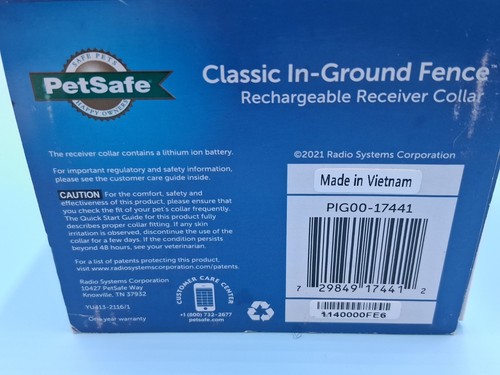 SAFE PETS
PetSafe®
HAPPY OWNERS
Classic In-Ground Fence™
Rechargeable Receiver Collar
The receiver collar contains a lithium ion battery.
For important regulatory and safety information,
please see the customer care guide inside.
CAUTION For the comfort, safety and
effectiveness of this product, please ensure that
you check the fit of your pet's collar frequently.
The Quick Start Guide for this product fully
describes proper collar fitting. If any skin
irritation is observed, discontinue the use of the
collar for a few days. If the condition persists
beyond 48 hours, see your veterinarian.
For a list of patents protecting this product,
visit www.radiosystemscorporation.com/patents.
Radio Systems Corporation
10427 PetSafe Way
Knoxville, TN 37932
YU413-2116/1
One year warranty
CUSTOMER CARE CENTER
+1 (800) 732-2677
petsafe.com
©2021 Radio Systems Corporation
Made in Vietnam
PIG00-17441
7 29849 17441 2
1140000FE6